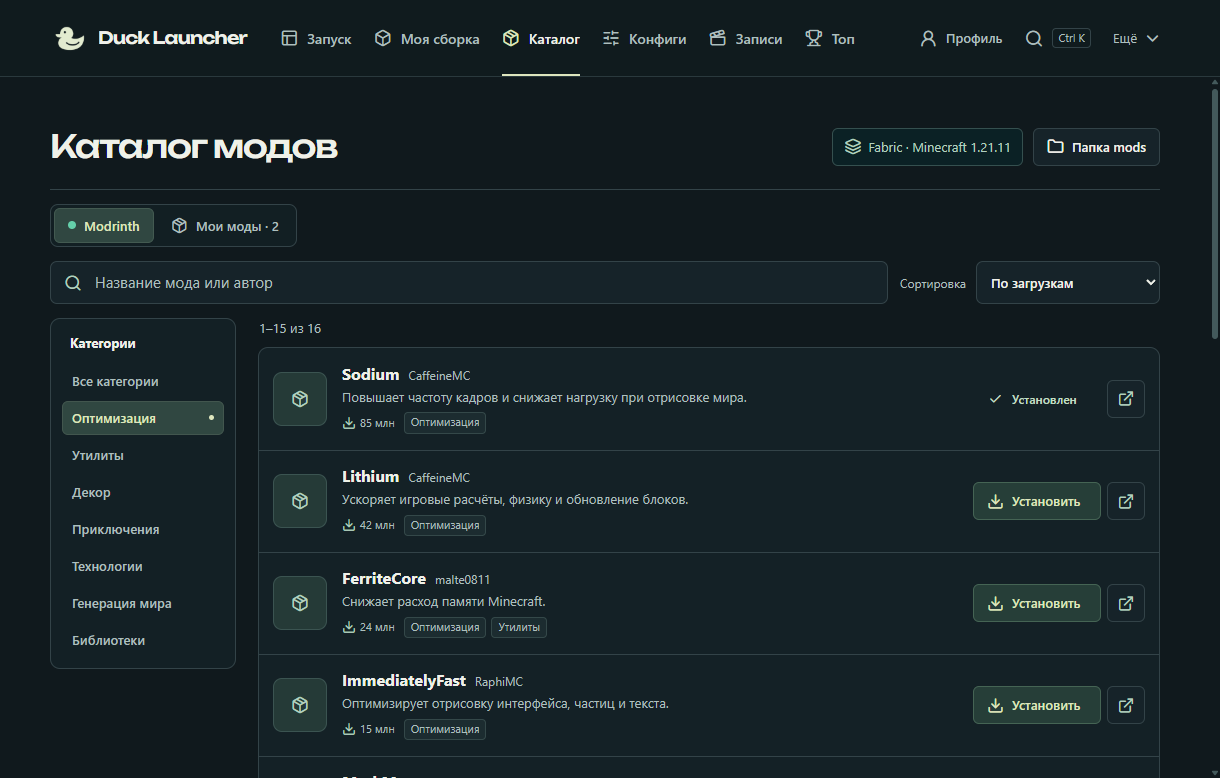 Duck Launcher Запуск Моя сборка Каталог Конфиги Записи Топ Профиль Ctrl K Ещё
Каталог модов
Fabric · Minecraft 1.21.11
Папка mods
Modrinth
Мои моды · 2
Название мода или автор
Сортировка
По загрузкам
Категории
Все категории
Оптимизация
Утилиты
Декор
Приключения
Технологии
Генерация мира
Библиотеки
1–15 из 16
Sodium CaffeineMC
Повышает частоту кадров и снижает нагрузку при отрисовке мира.
85 млн Оптимизация
Установлен
Lithium CaffeineMC
Ускоряет игровые расчёты, физику и обновление блоков.
42 млн Оптимизация
Установить
FerriteCore malte0811
Снижает расход памяти Minecraft.
24 млн Оптимизация Утилиты
Установить
ImmediatelyFast RaphiMC
Оптимизирует отрисовку интерфейса, частиц и текста.
15 млн Оптимизация
Установить